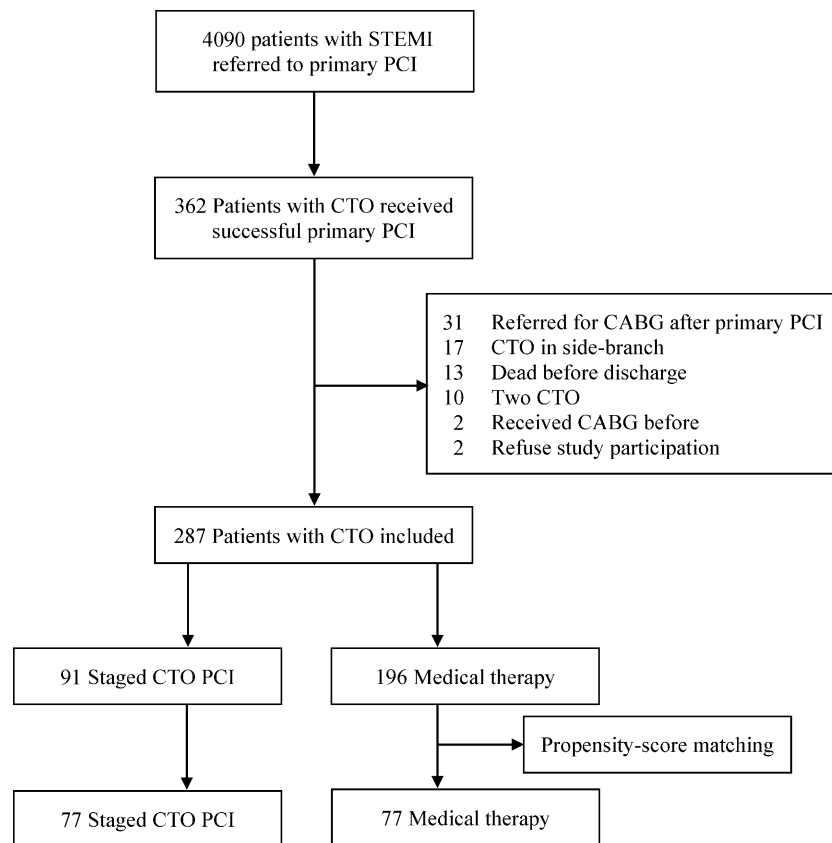 4090 patients with STEMI
referred to primary PCI
362 Patients with CTO received
successful primary PCI
31 Referred for CABG after primary PCI
17 CTO in side-branch
13 Dead before discharge
10 Two CTO
2 Received CABG before
2 Refuse study participation
287 Patients with CTO included
91 Staged CTO PCI
196 Medical therapy
Propensity-score matching
77 Staged CTO PCI
77 Medical therapy